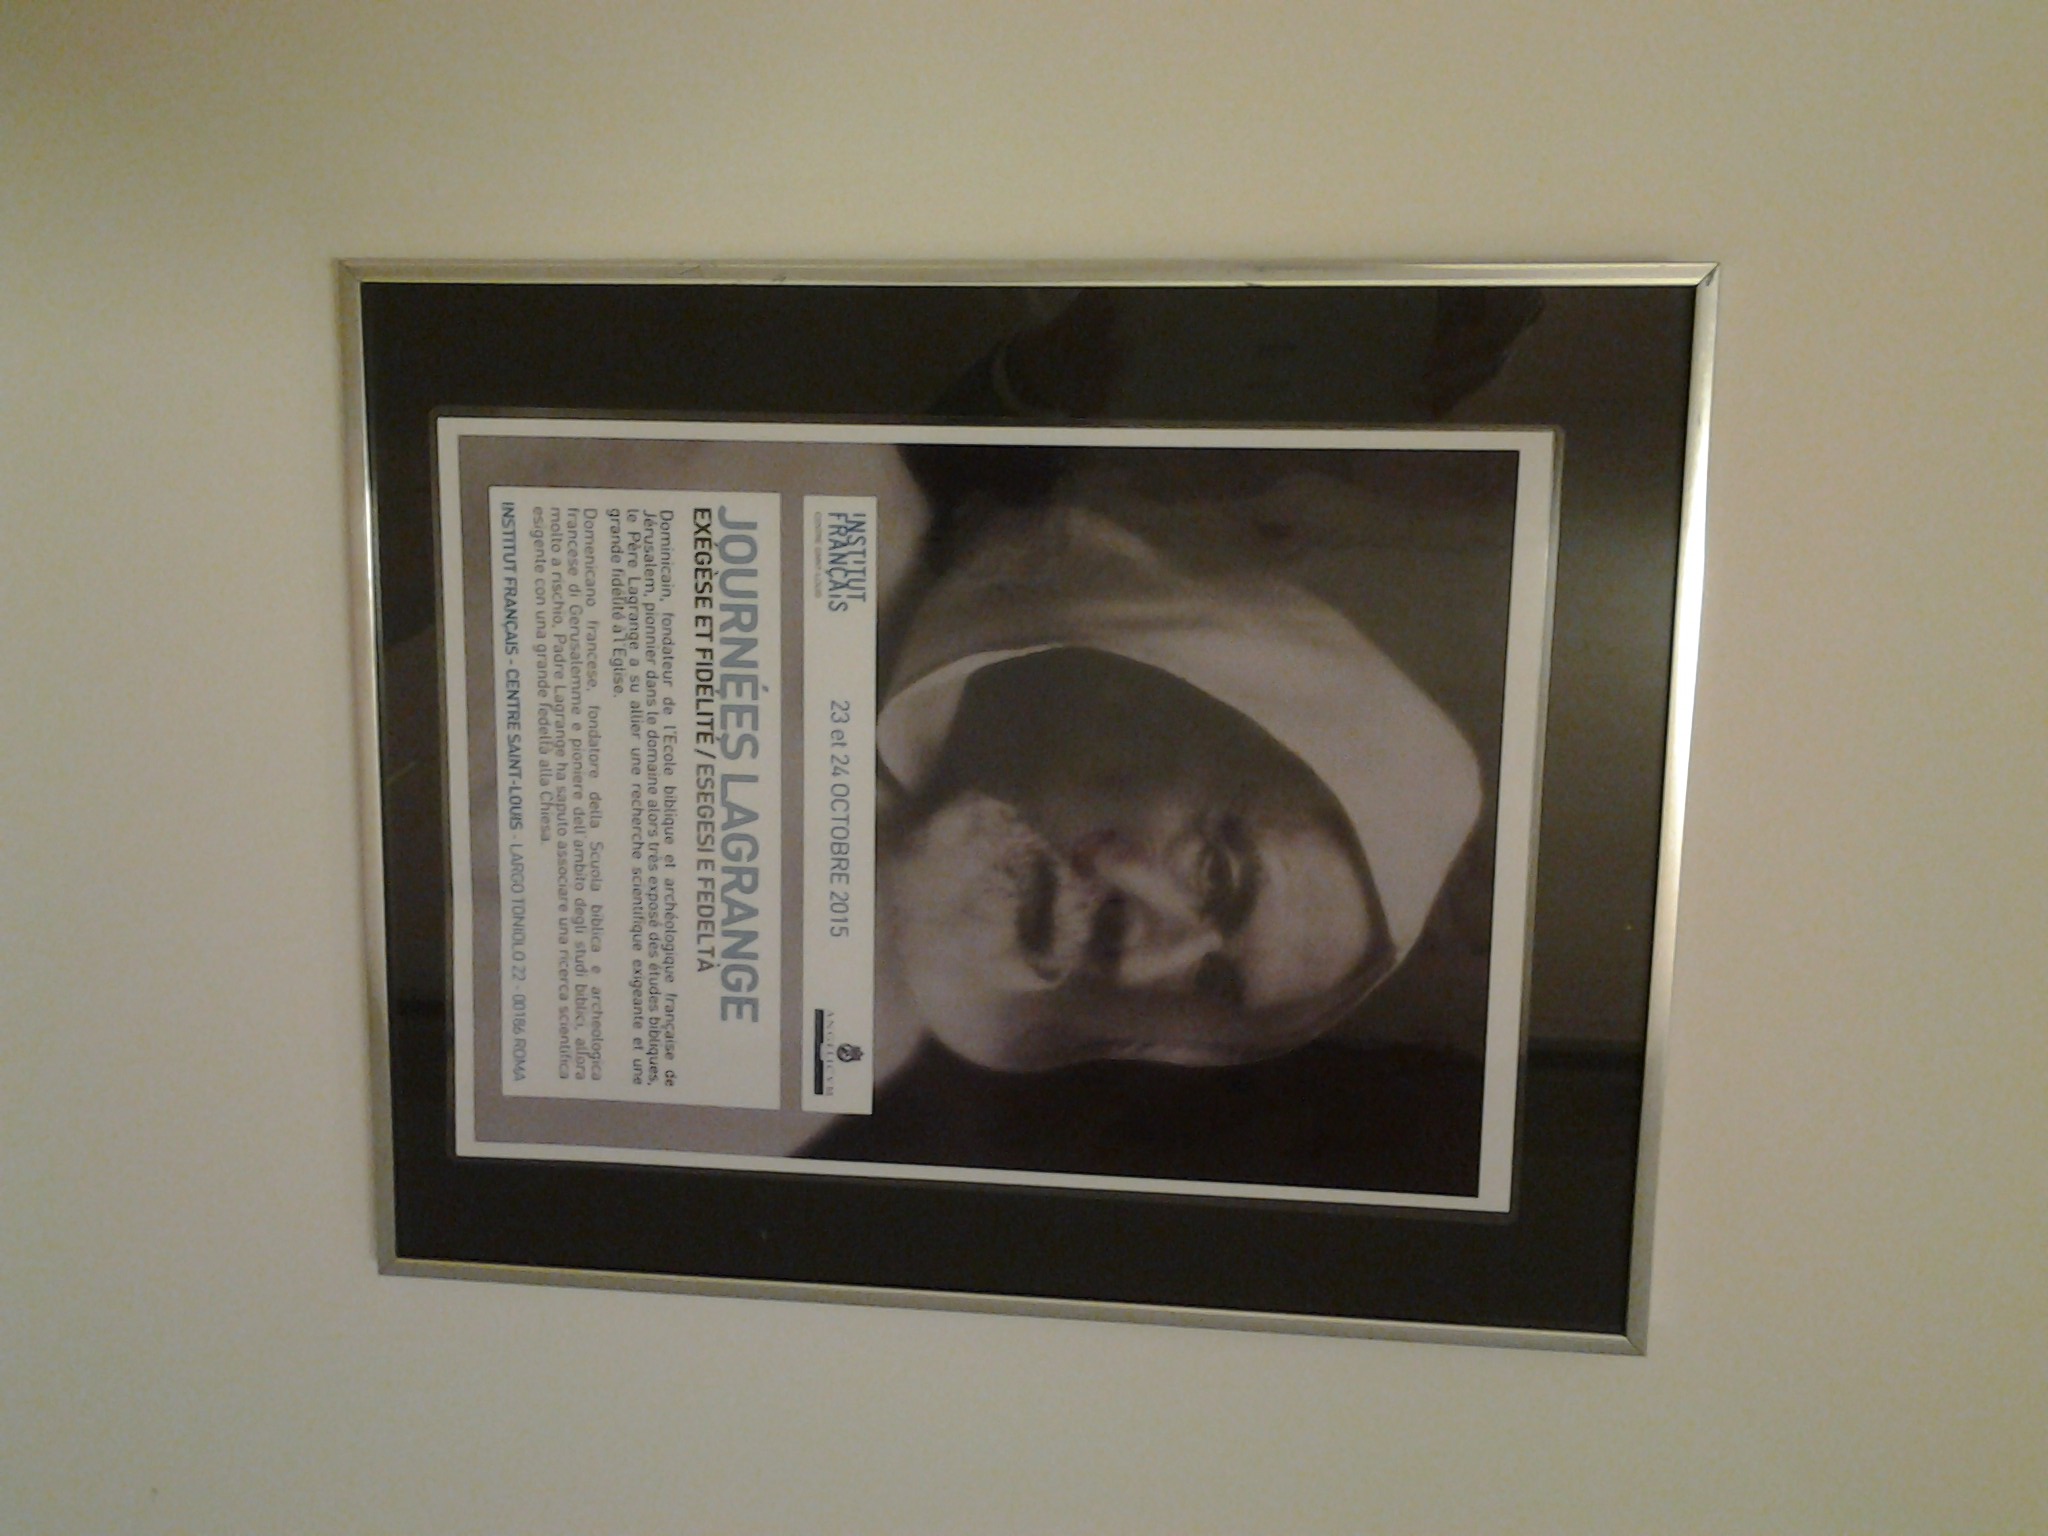 INSTITUT
FRANÇAIS
CENTRE SAINT-LOUIS
23 et 24 OCTOBRE 2015
ANGELICVM
JOURNÉES LAGRANGE
EXÉGÈSE ET FIDÉLITÉ / ESEGESI E FEDELTÀ
Dominicain, fondateur de l'Ecole biblique et archéologique française de
Jérusalem, pionnier dans le domaine alors très exposé des études bibliques,
le Père Lagrange a su allier une recherche scientifique exigeante et une
grande fidélité à l'Eglise.
Domenicano francese, fondatore della Scuola biblica e archeologica
francese di Gerusalemme e pioniere dell'ambito degli studi biblici, allora
molto a rischio, Padre Lagrange ha saputo associare una ricerca scientifica
esigente con una grande fedeltà alla Chiesa.
INSTITUT FRANÇAIS - CENTRE SAINT-LOUIS - LARGO TONIOLO 22 - 00186 ROMA